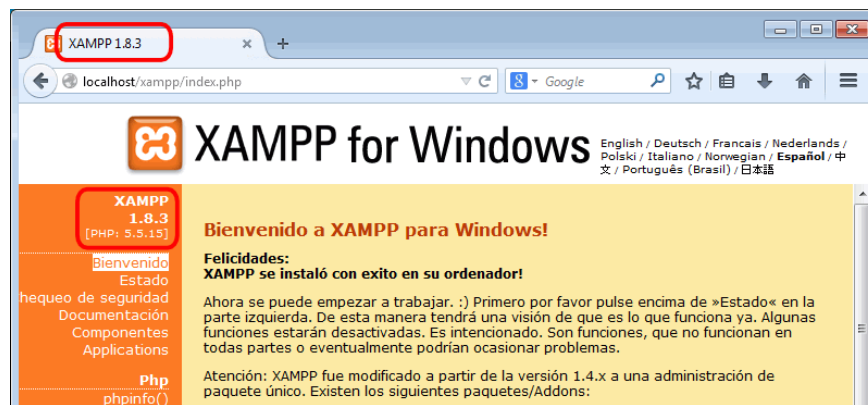 XAMPP 1.8.3
localhost/xampp/index.php
Google
XAMPP for Windows
English / Deutsch / Francais / Nederlands /
Polski / Italiano / Norwegian / Español / 中
文 / Português (Brasil) / 日本語
XAMPP
1.8.3
[PHP: 5.5.15]
Bienvenido
Estado
hequeo de seguridad
Documentación
Componentes
Applications
Php
phpinfo()
Bienvenido a XAMPP para Windows!
Felicidades:
XAMPP se instaló con exito en su ordenador!
Ahora se puede empezar a trabajar. :) Primero por favor pulse encima de »Estado« en la
parte izquierda. De esta manera tendrá una visión de que es lo que funciona ya. Algunas
funciones estarán desactivadas. Es intencionado. Son funciones, que no funcionan en
todas partes o eventualmente podrían ocasionar problemas.
Atención: XAMPP fue modificado a partir de la versión 1.4.x a una administración de
paquete único. Existen los siguientes paquetes/Addons: